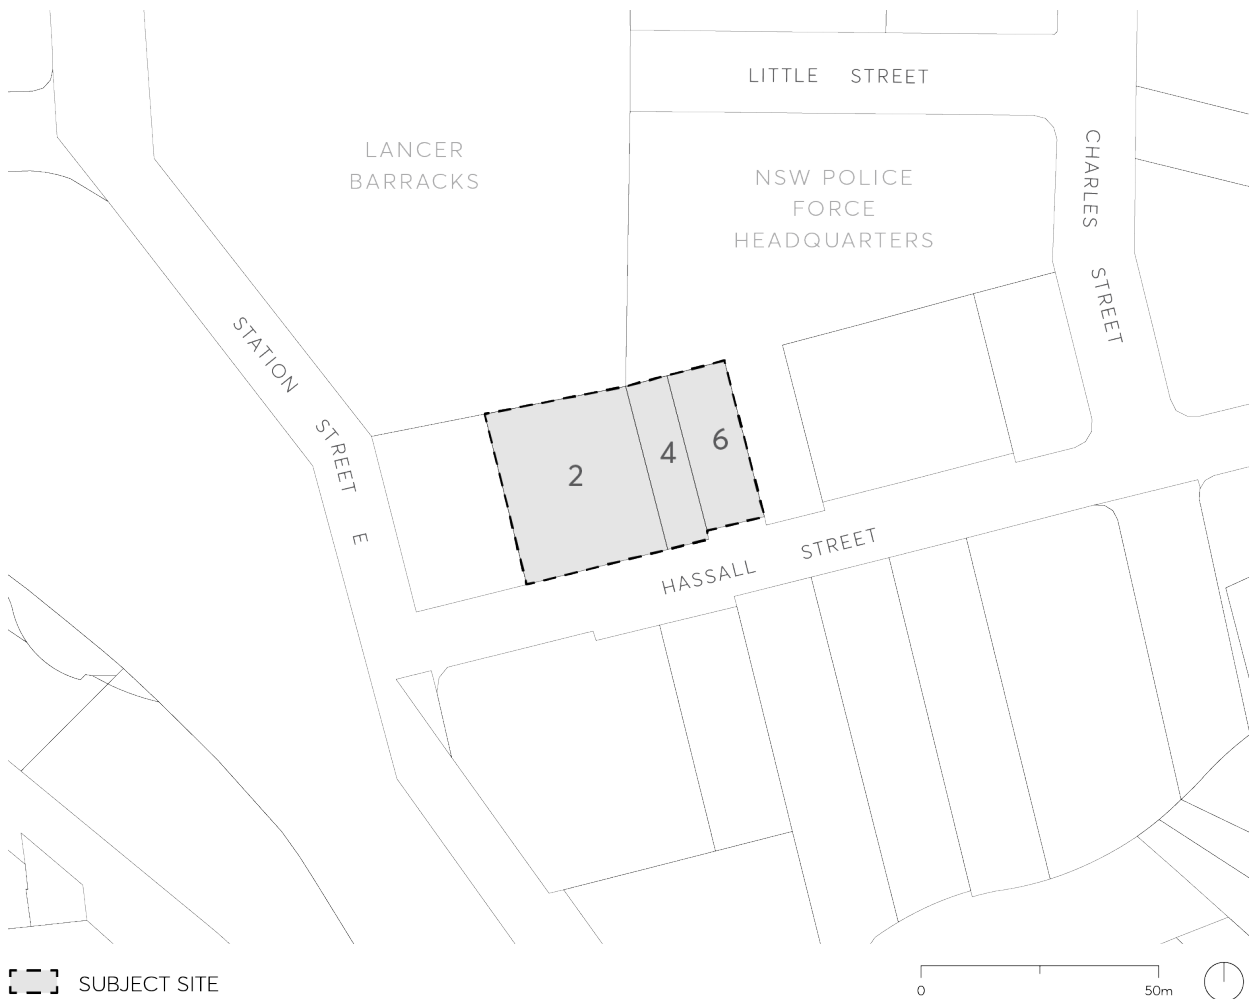 LITTLE STREET
LANCER
BARRACKS
NSW POLICE
FORCE
HEADQUARTERS
CHARLES STREET
STATION STREET E
2
4
6
HASSALL STREET
SUBJECT SITE
0
50m